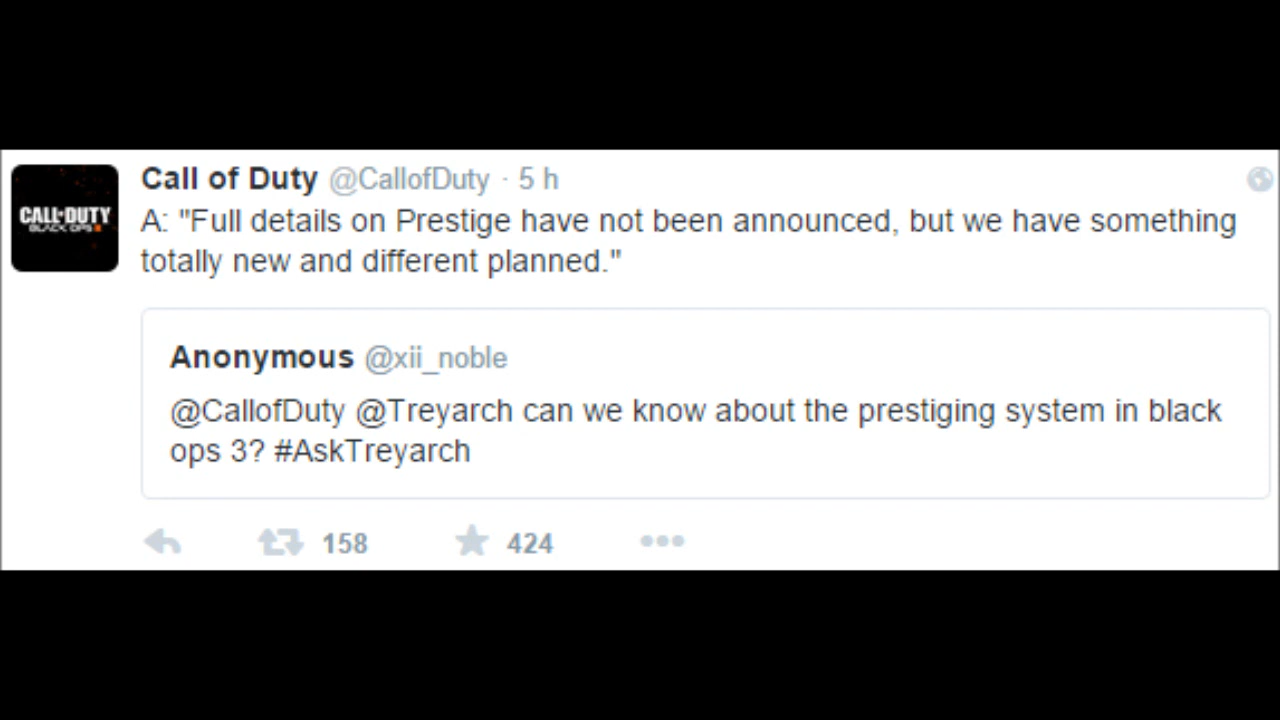 CALL OF DUTY
BLACK OPS III
Call of Duty @CallofDuty · 5 h
A: "Full details on Prestige have not been announced, but we have something
totally new and different planned."
Anonymous @xii_noble
@CallofDuty @Treyarch can we know about the prestiging system in black
ops 3? #AskTreyarch
158 424